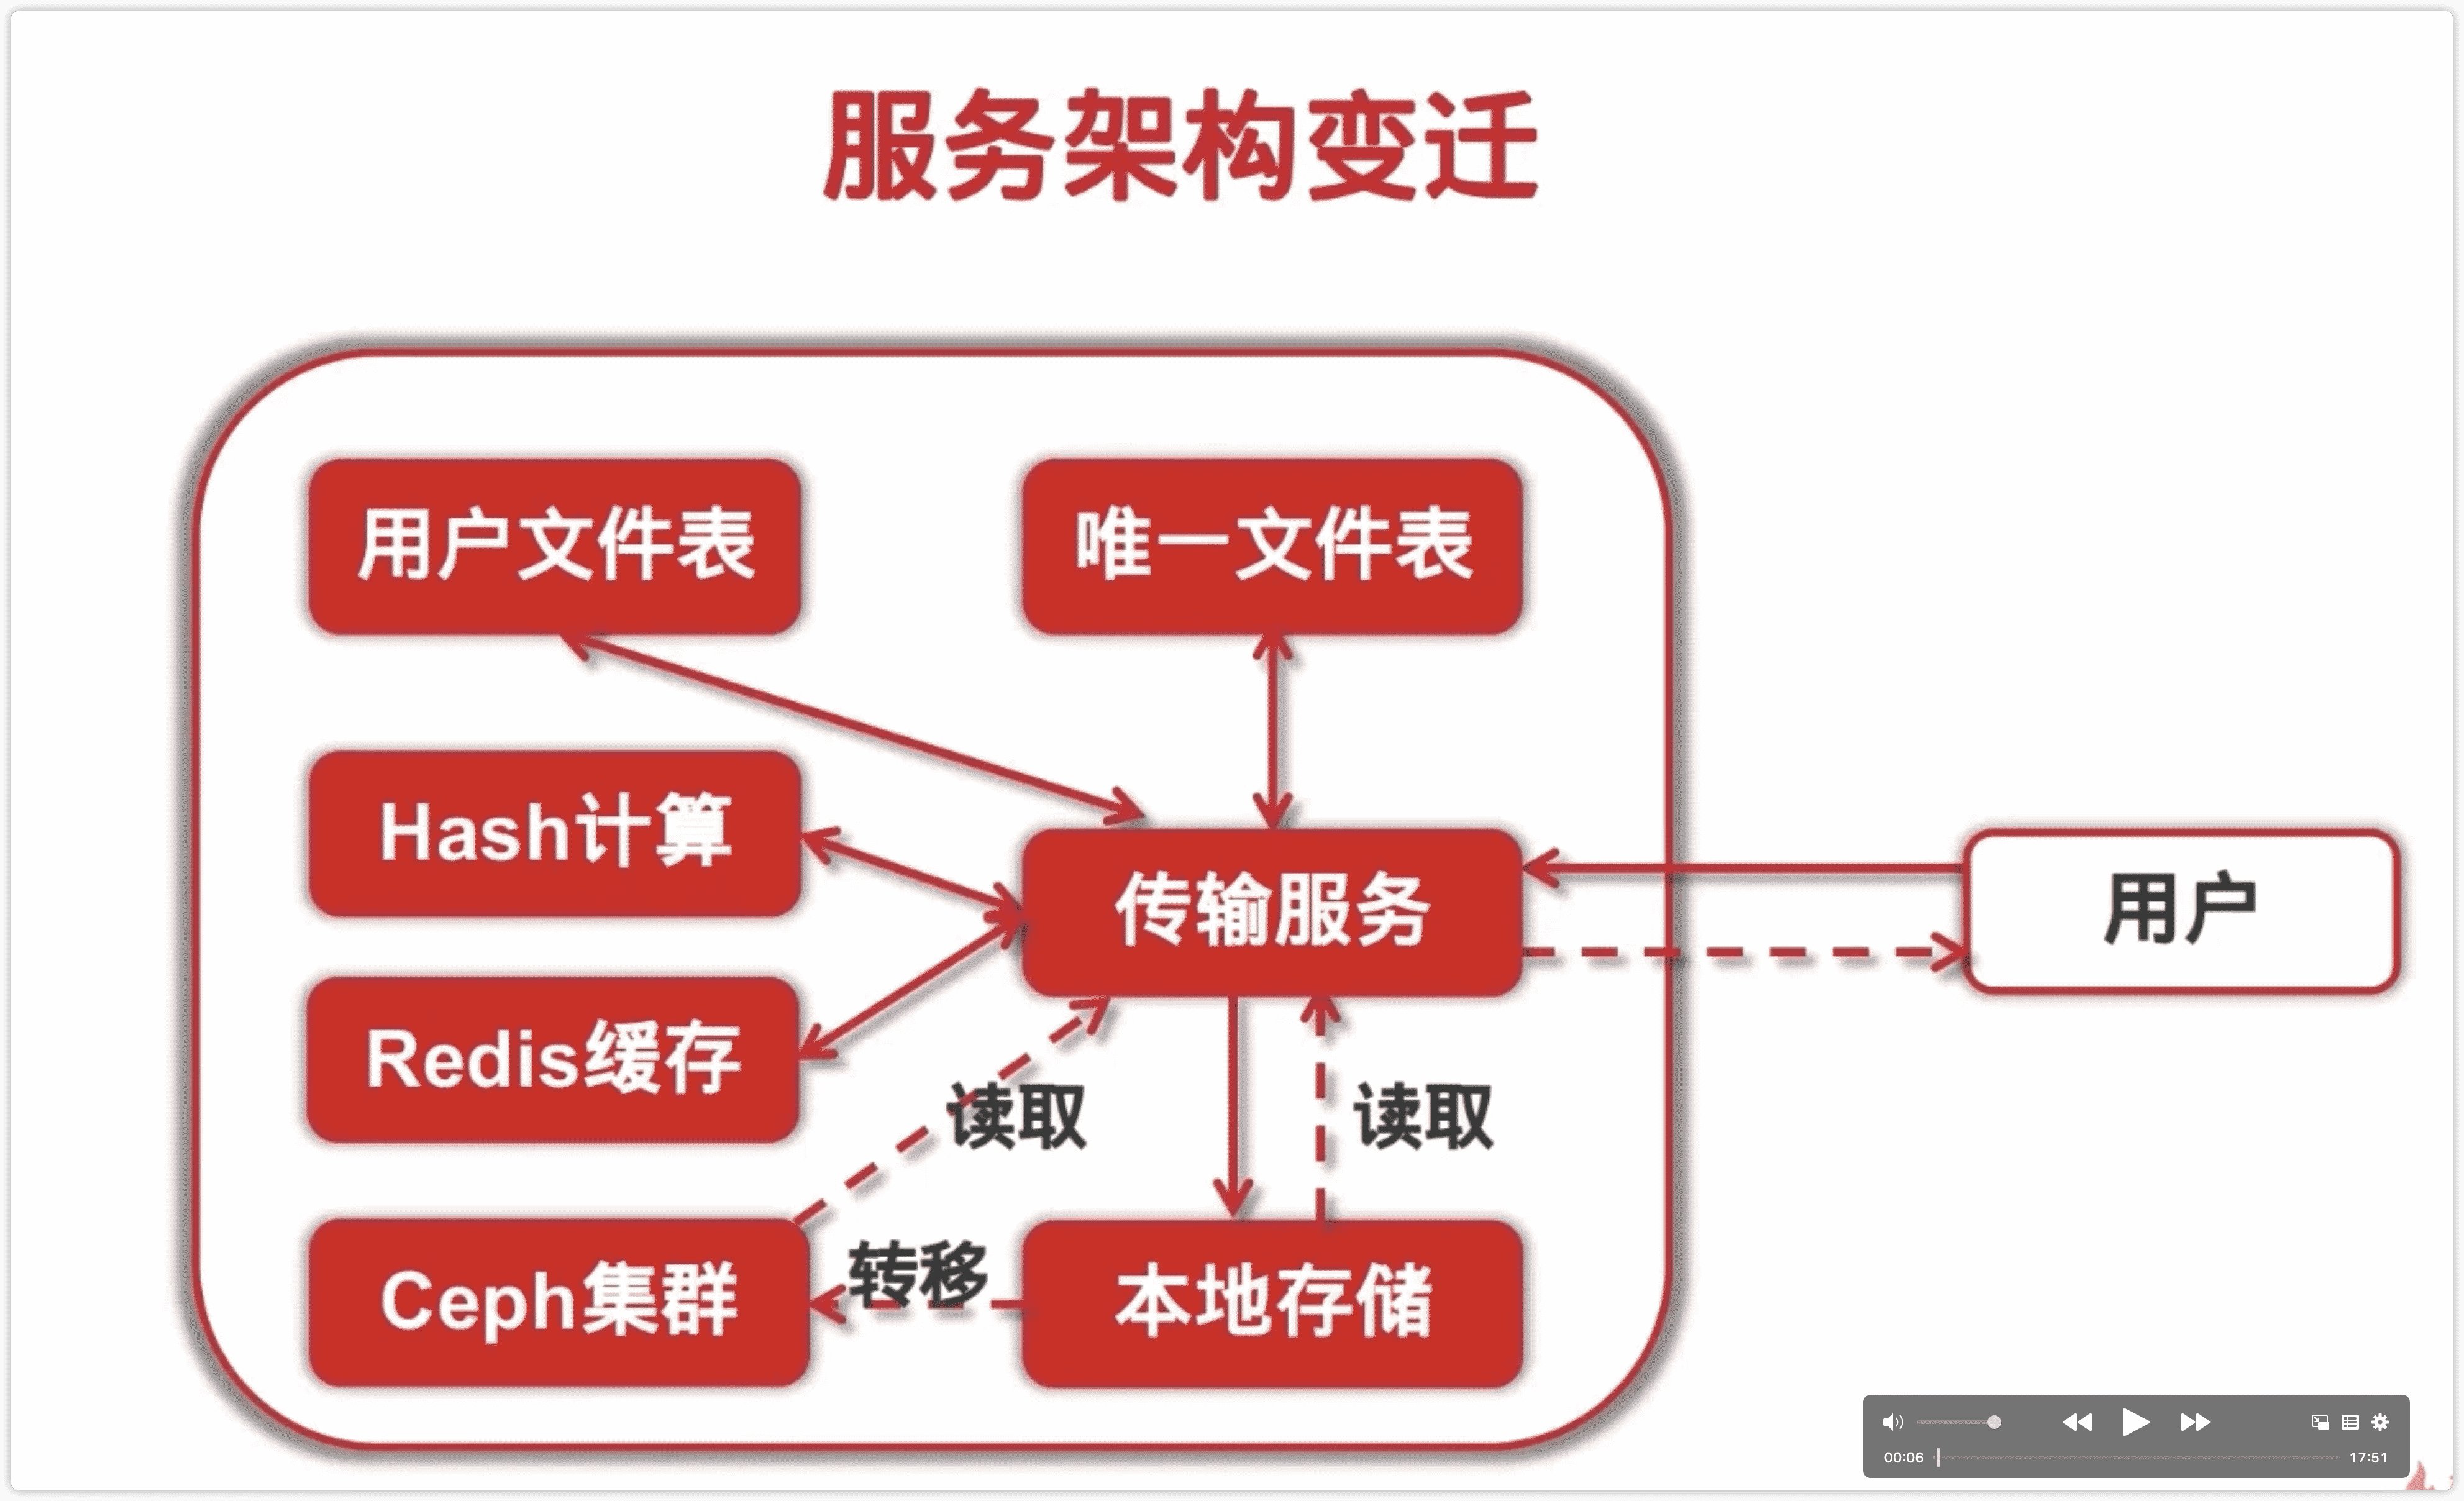 服务架构变迁
用户文件表
唯一文件表
Hash计算
传输服务
用户
Redis缓存
读取
读取
Ceph集群
转移
本地存储
00:06
17:51